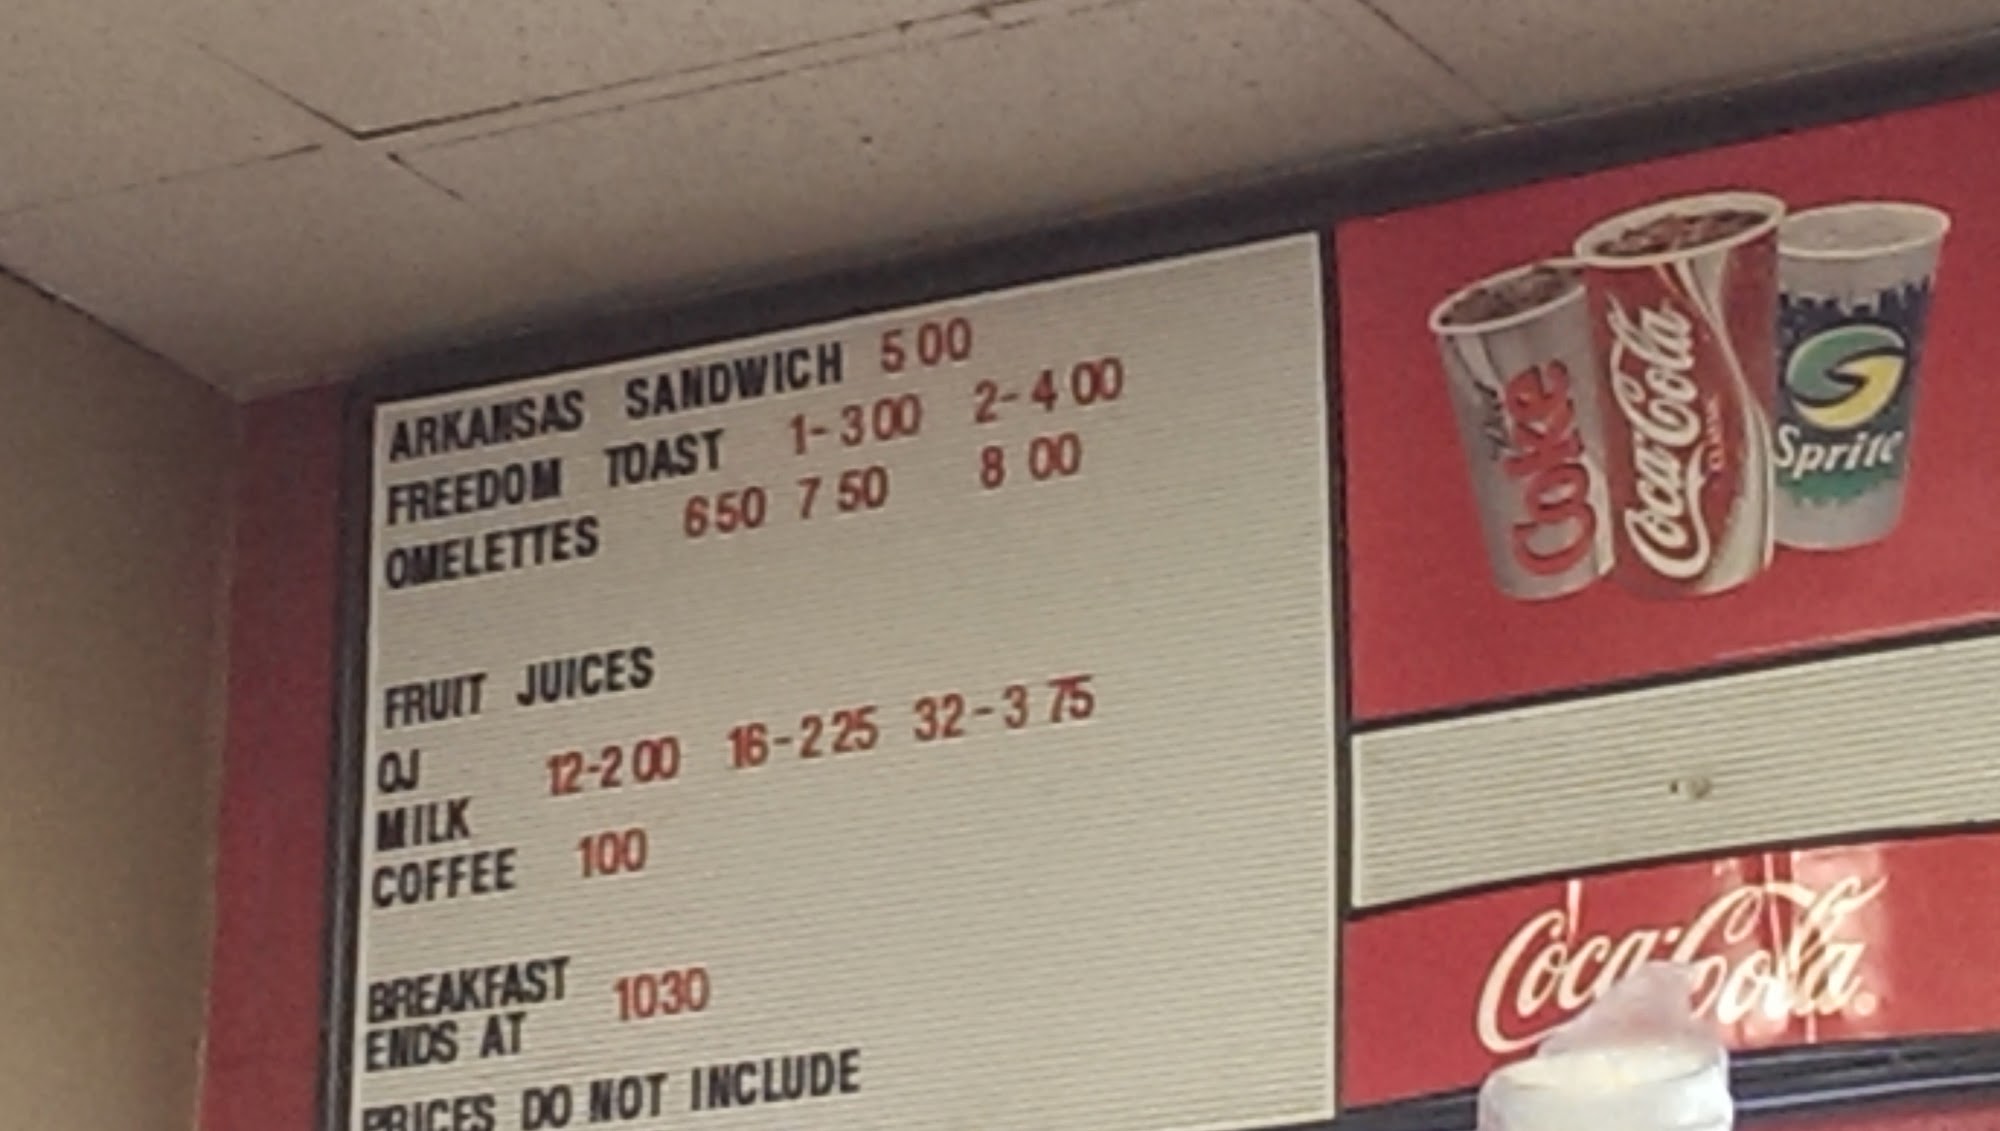 ARKANSAS SANDWICH 5 00
FREEDOM TOAST 1-3 00 2-4 00
OMELETTES 6 50 7 50 8 00
FRUIT JUICES
OJ 12-2 00 16-2 25 32-3 75
MILK
COFFEE 100
BREAKFAST
ENDS AT 1030
PRICES DO NOT INCLUDE
Diet
Coke
Coca-Cola
CLASSIC
Sprite
Coca-Cola